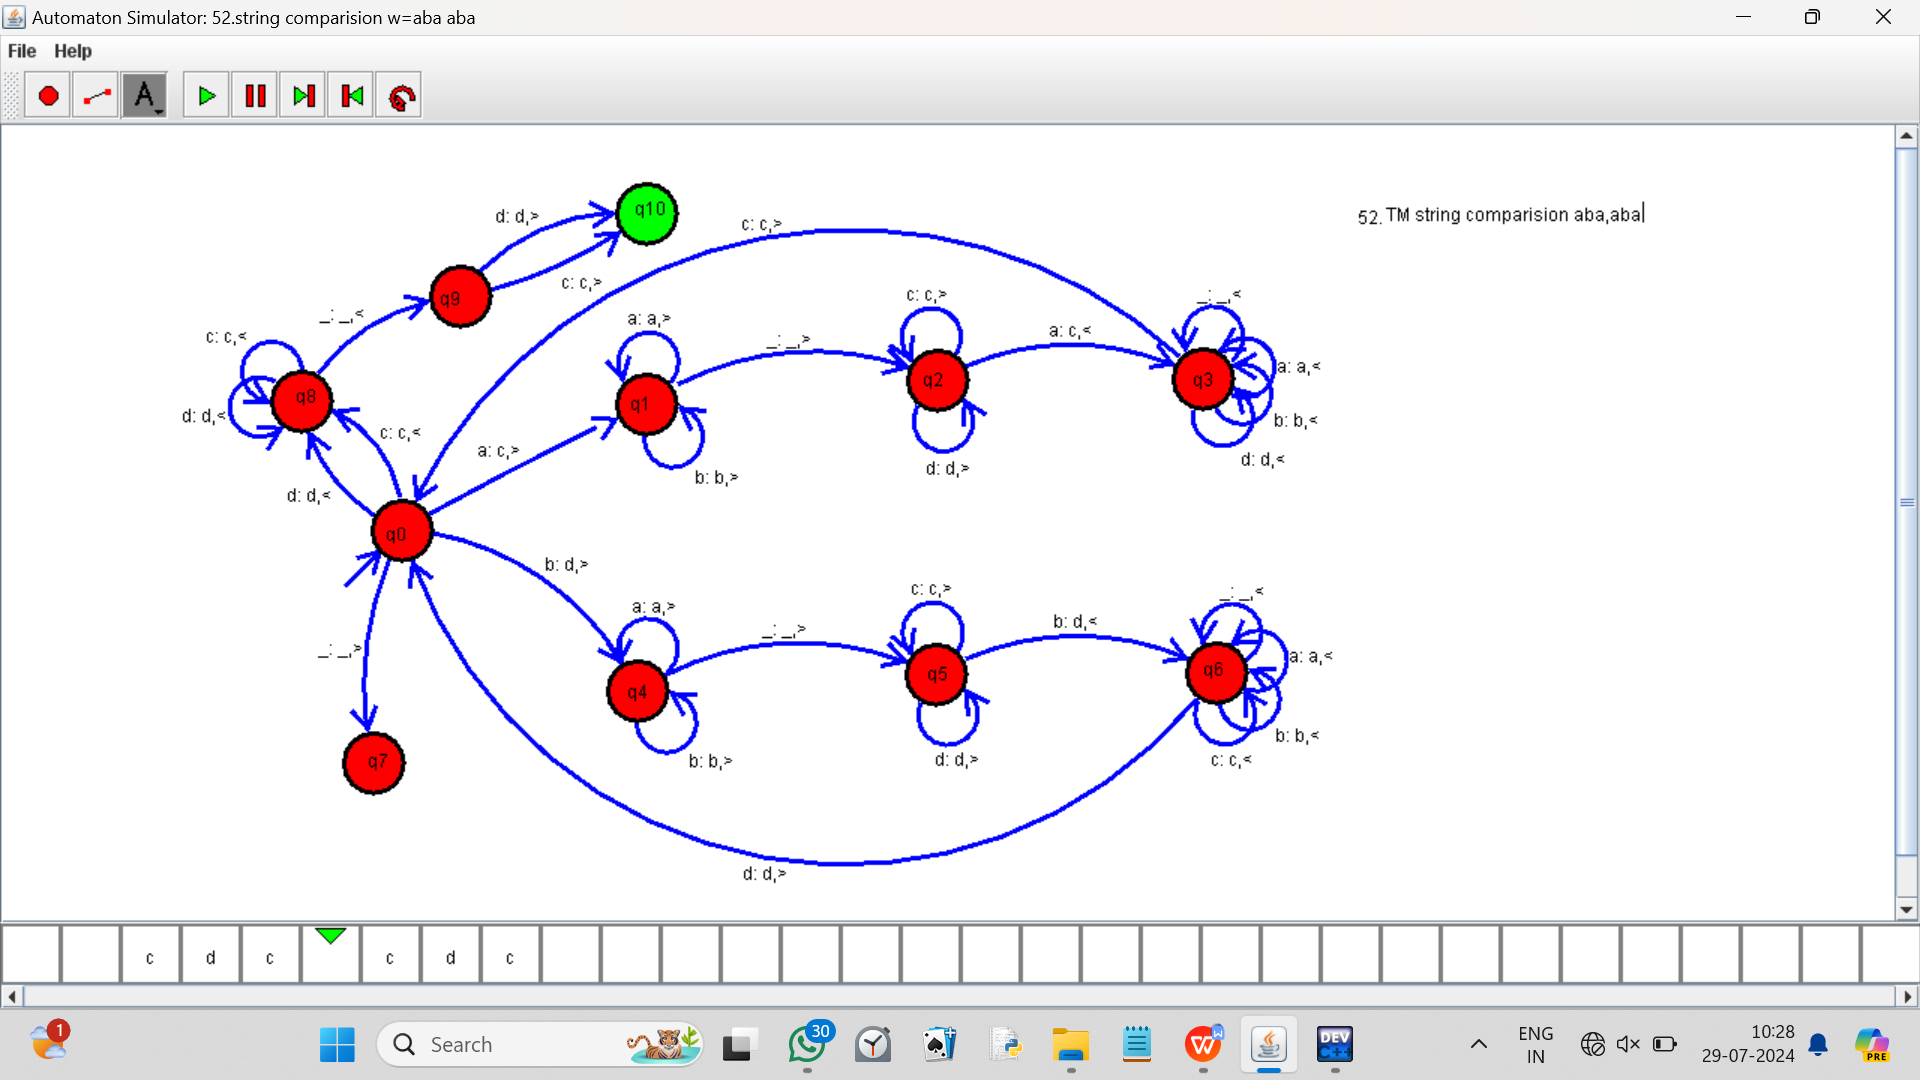 Automaton Simulator: 52.string comparision w=aba aba
File Help
A
52. TM string comparision aba,aba
d: d,>
q10
c: c,>
q9
c: c,>
_: _,<
c: c,<
q8
d: d,<
c: c,<
d: d,<
a: c,>
a: a,>
q1
b: b,>
_: _,>
c: c,>
q2
d: d,>
a: c,<
_: _,<
q3
a: a,<
b: b,<
d: d,<
q0
b: d,>
_: _,>
q7
a: a,>
q4
b: b,>
_: _,>
c: c,>
q5
d: d,>
b: d,<
_: _,<
q6
a: a,<
b: b,<
c: c,<
d: d,>
c d c c d c
1
Search
30
W
DEV
C++
ENG
IN
10:28
29-07-2024
PRE